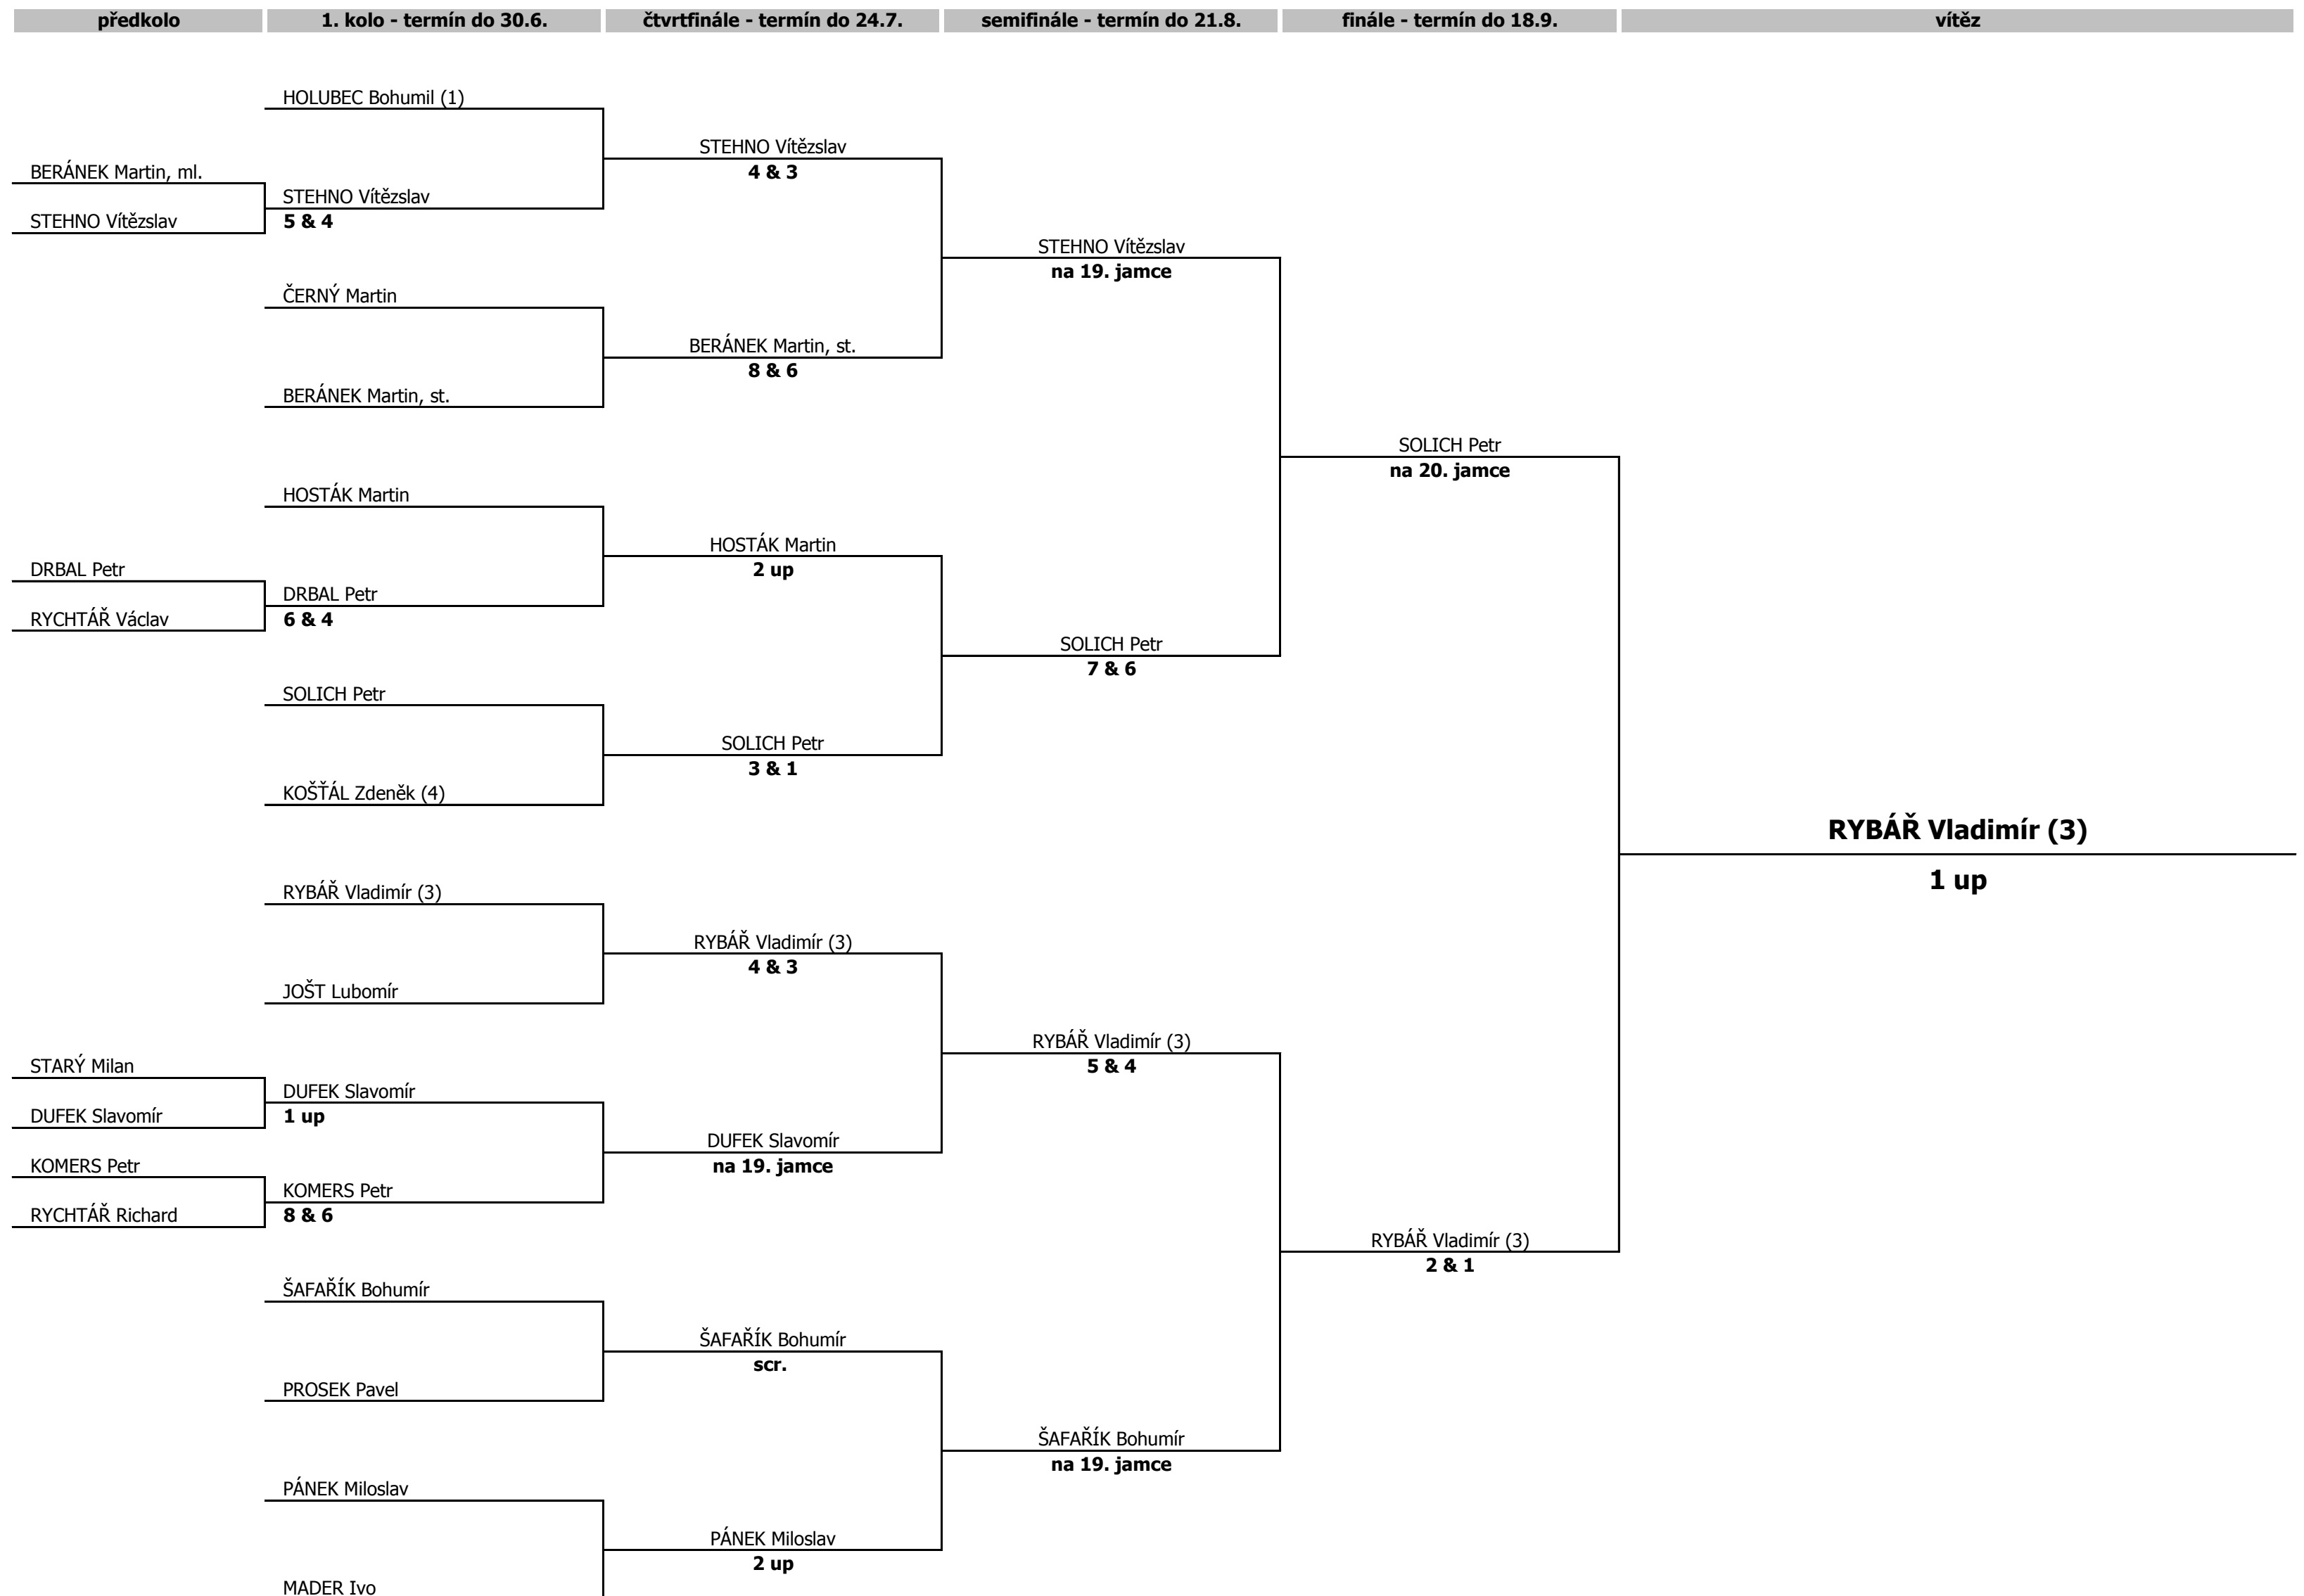 předkolo
1. kolo - termín do 30.6.
čtvrtfinále - termín do 24.7.
semifinále - termín do 21.8.
finále - termín do 18.9.
vítěz
HOLUBEC Bohumil (1)
STEHNO Vítězslav
4 & 3
BERÁNEK Martin, ml.
STEHNO Vítězslav
STEHNO Vítězslav
5 & 4
STEHNO Vítězslav
na 19. jamce
ČERNÝ Martin
BERÁNEK Martin, st.
8 & 6
BERÁNEK Martin, st.
SOLICH Petr
na 20. jamce
HOSTÁK Martin
HOSTÁK Martin
2 up
DRBAL Petr
DRBAL Petr
RYCHTÁŘ Václav
6 & 4
SOLICH Petr
7 & 6
SOLICH Petr
SOLICH Petr
3 & 1
KOŠŤÁL Zdeněk (4)
RYBÁŘ Vladimír (3)
1 up
RYBÁŘ Vladimír (3)
RYBÁŘ Vladimír (3)
4 & 3
JOŠT Lubomír
RYBÁŘ Vladimír (3)
5 & 4
STARÝ Milan
DUFEK Slavomír
DUFEK Slavomír
1 up
DUFEK Slavomír
na 19. jamce
KOMERS Petr
KOMERS Petr
RYCHTÁŘ Richard
8 & 6
RYBÁŘ Vladimír (3)
2 & 1
ŠAFAŘÍK Bohumír
ŠAFAŘÍK Bohumír
scr.
PROSEK Pavel
ŠAFAŘÍK Bohumír
na 19. jamce
PÁNEK Miloslav
PÁNEK Miloslav
2 up
MADER Ivo